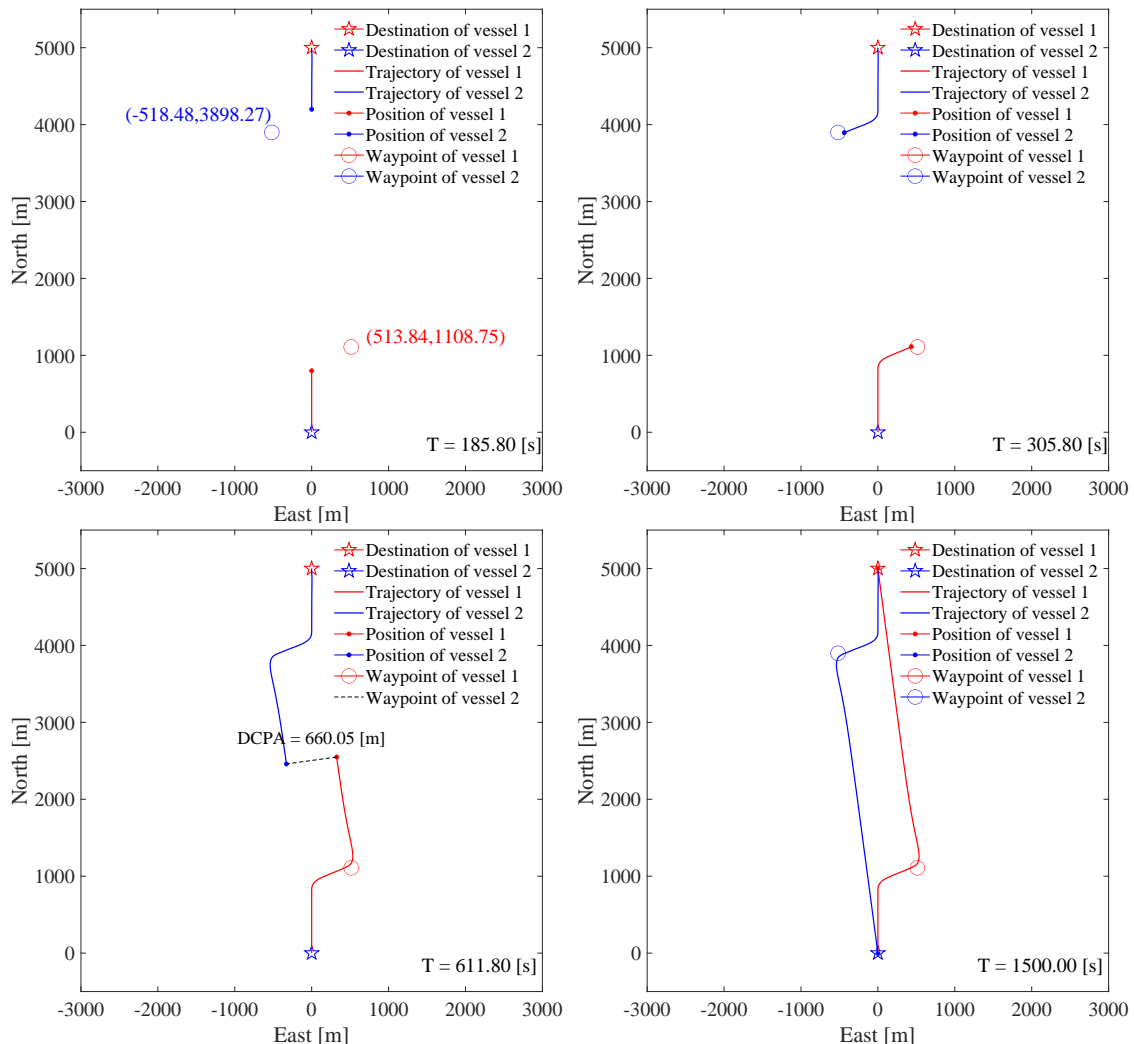 5000
4000
3000
2000
1000
0
North [m]
-3000 -2000 -1000 0 1000 2000 3000
East [m]
Destination of vessel 1
Destination of vessel 2
Trajectory of vessel 1
Trajectory of vessel 2
Position of vessel 1
Position of vessel 2
Waypoint of vessel 1
Waypoint of vessel 2
(-518.48,3898.27)
(513.84,1108.75)
T = 185.80 [s]
5000
4000
3000
2000
1000
0
North [m]
-3000 -2000 -1000 0 1000 2000 3000
East [m]
Destination of vessel 1
Destination of vessel 2
Trajectory of vessel 1
Trajectory of vessel 2
Position of vessel 1
Position of vessel 2
Waypoint of vessel 1
Waypoint of vessel 2
T = 305.80 [s]
5000
4000
3000
2000
1000
0
North [m]
-3000 -2000 -1000 0 1000 2000 3000
East [m]
Destination of vessel 1
Destination of vessel 2
Trajectory of vessel 1
Trajectory of vessel 2
Position of vessel 1
Position of vessel 2
Waypoint of vessel 1
Waypoint of vessel 2
DCPA = 660.05 [m]
T = 611.80 [s]
5000
4000
3000
2000
1000
0
North [m]
-3000 -2000 -1000 0 1000 2000 3000
East [m]
Destination of vessel 1
Destination of vessel 2
Trajectory of vessel 1
Trajectory of vessel 2
Position of vessel 1
Position of vessel 2
Waypoint of vessel 1
Waypoint of vessel 2
T = 1500.00 [s]